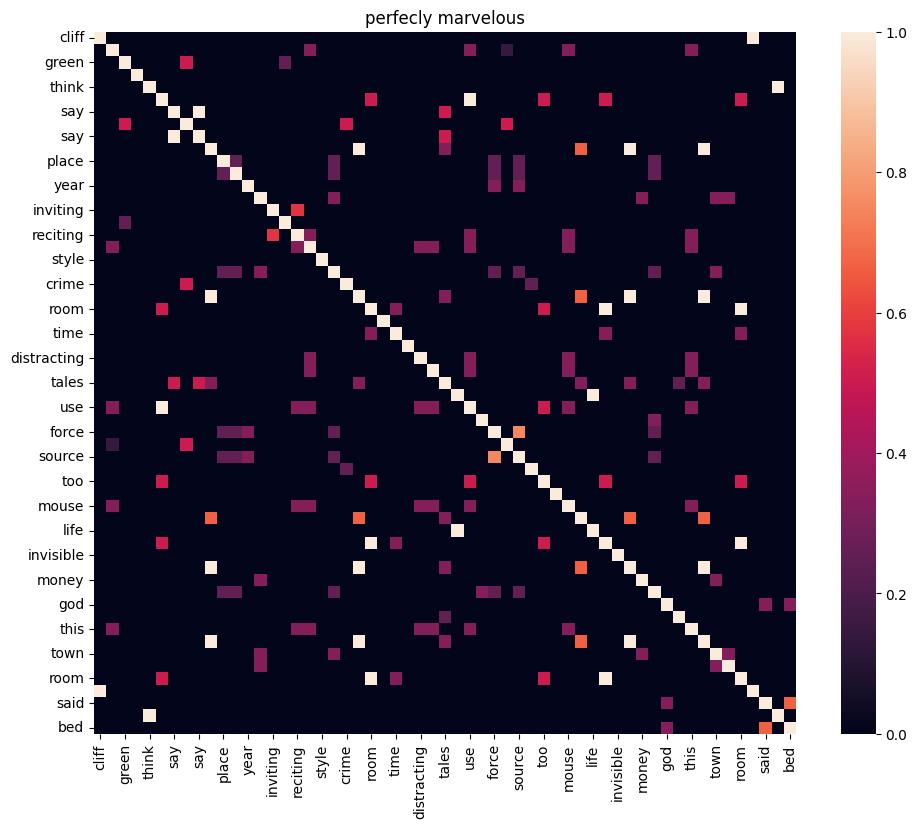 perfecly marvelous
cliff
green
think
say
say
place
year
inviting
reciting
style
crime
room
time
distracting
tales
use
force
source
too
mouse
life
invisible
money
god
this
town
room
said
bed
cliff
green
think
say
say
place
year
inviting
reciting
style
crime
room
time
distracting
tales
use
force
source
too
mouse
life
invisible
money
god
this
town
room
said
bed
1.0
0.8
0.6
0.4
0.2
0.0